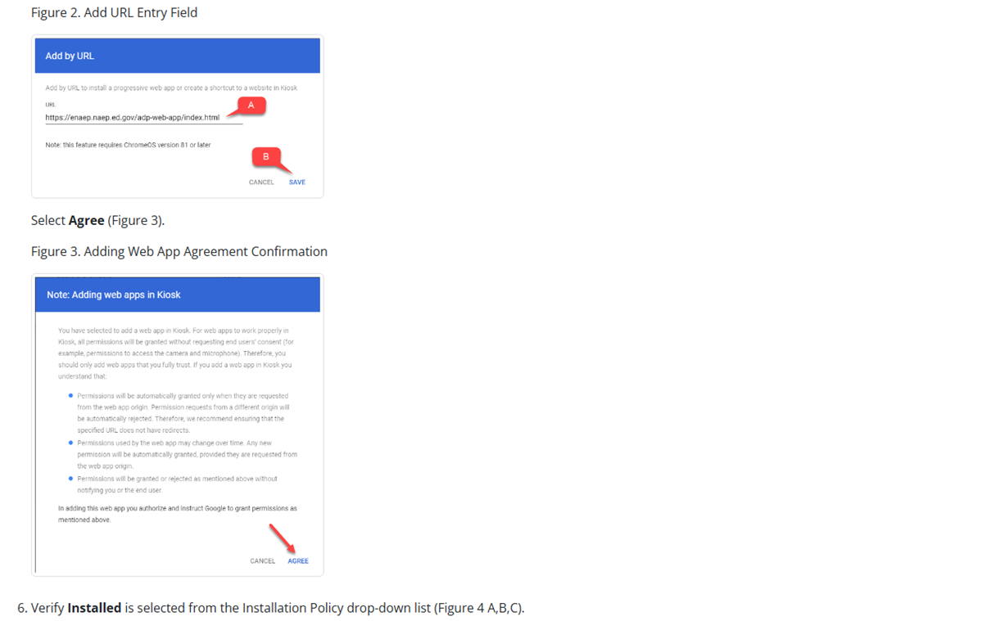 Figure 2. Add URL Entry Field
Add by URL
Add by URL to install a progressive web app or create a shortcut to a website in Kiosk
URL
https://enaep.naep.ed.gov/adp-web-app/index.html
A
Note: this feature requires ChromeOS version 81 or later
B
CANCEL SAVE
Select Agree (Figure 3).
Figure 3. Adding Web App Agreement Confirmation
Note: Adding web apps in Kiosk
You have selected to add a web app in Kiosk. For web apps to work properly in
Kiosk, all permissions will be granted without requesting end users' consent (for
example, permissions to access the camera and microphone). Therefore, you
should only add web apps that you fully trust. If you add a web app in Kiosk you
understand that:
Permissions will be automatically granted only when they are requested
from the web app origin. Permission requests from a different origin will
be automatically rejected. Therefore, we recommend ensuring that the
specified URL does not have redirects.
Permissions used by the web app may change over time. Any new
permission will be automatically granted, provided they are requested from
the web app origin.
Permissions will be granted or rejected as mentioned above without
notifying you or the end user.
In adding this web app you authorize and instruct Google to grant permissions as
mentioned above.
CANCEL AGREE
6. Verify Installed is selected from the Installation Policy drop-down list (Figure 4 A,B,C).